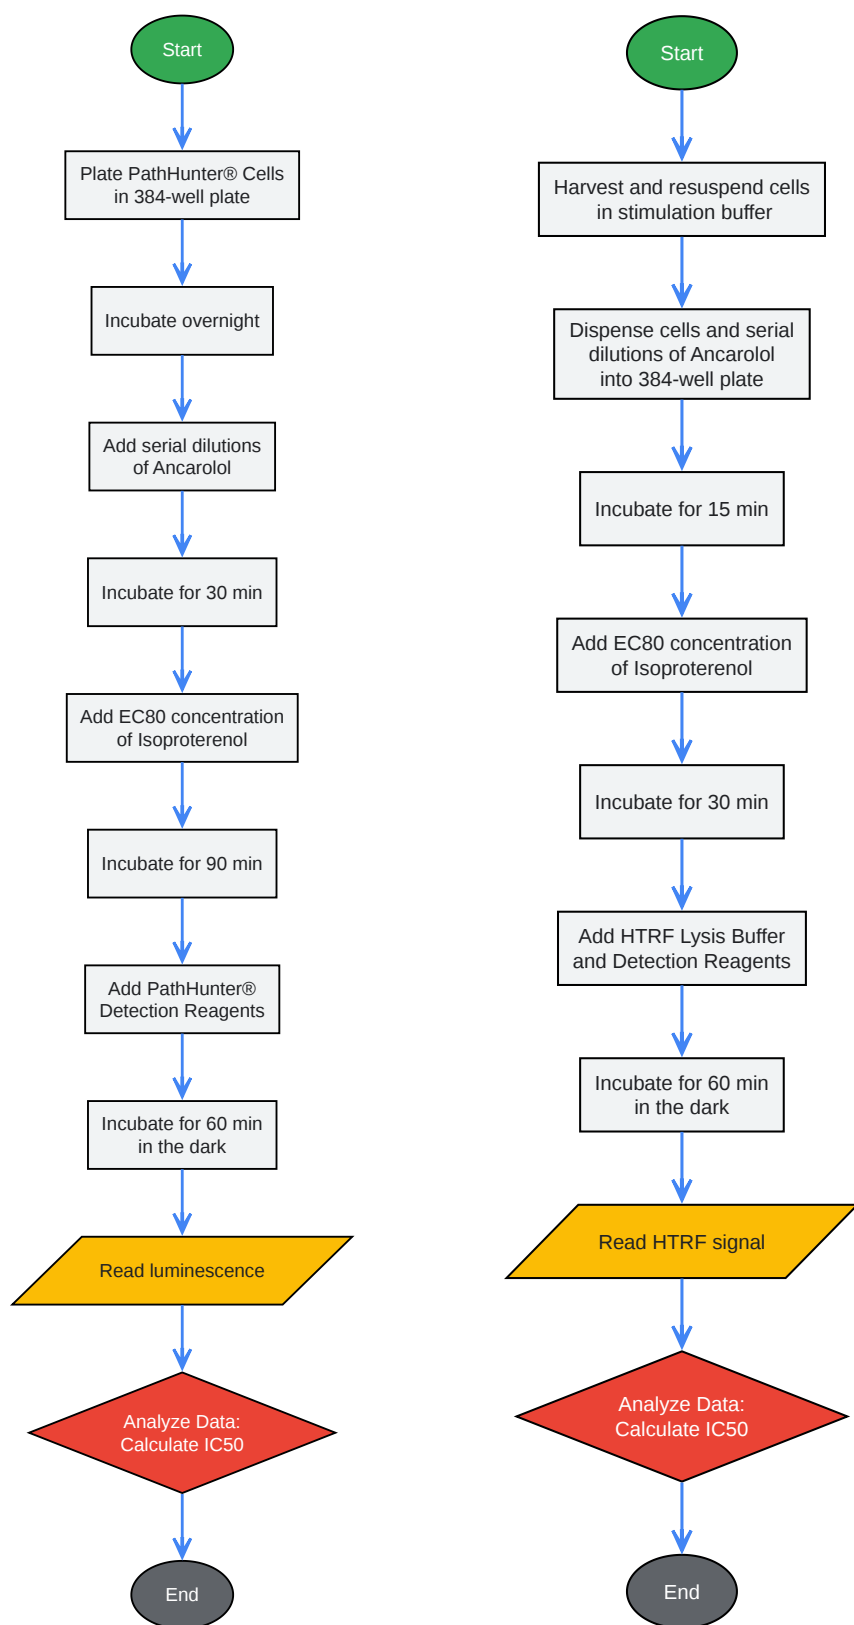 Start
Plate PathHunter® Cells
in 384-well plate
Incubate overnight
Add serial dilutions
of Ancarolol
Incubate for 30 min
Add EC80 concentration
of Isoproterenol
Incubate for 90 min
Add PathHunter®
Detection Reagents
Incubate for 60 min
in the dark
Read luminescence
Analyze Data:
Calculate IC50
End
Start
Harvest and resuspend cells
in stimulation buffer
Dispense cells and serial
dilutions of Ancarolol
into 384-well plate
Incubate for 15 min
Add EC80 concentration
of Isoproterenol
Incubate for 30 min
Add HTRF Lysis Buffer
and Detection Reagents
Incubate for 60 min
in the dark
Read HTRF signal
Analyze Data:
Calculate IC50
End